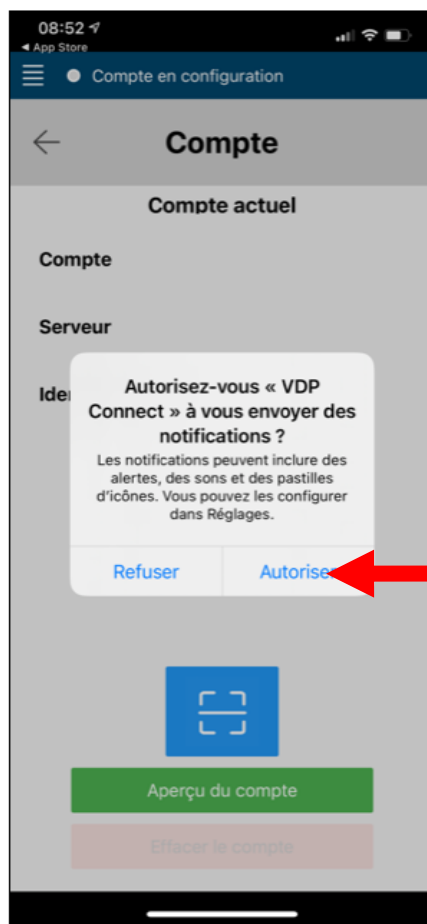 08:52
◀ App Store
Compte en configuration
Compte
Compte actuel
Compte
Serveur
Ide
Autorisez-vous « VDP
Connect » à vous envoyer des
notifications ?
Les notifications peuvent inclure des
alertes, des sons et des pastilles
d'icônes. Vous pouvez les configurer
dans Réglages.
Refuser Autoriser
Aperçu du compte
Effacer le compte